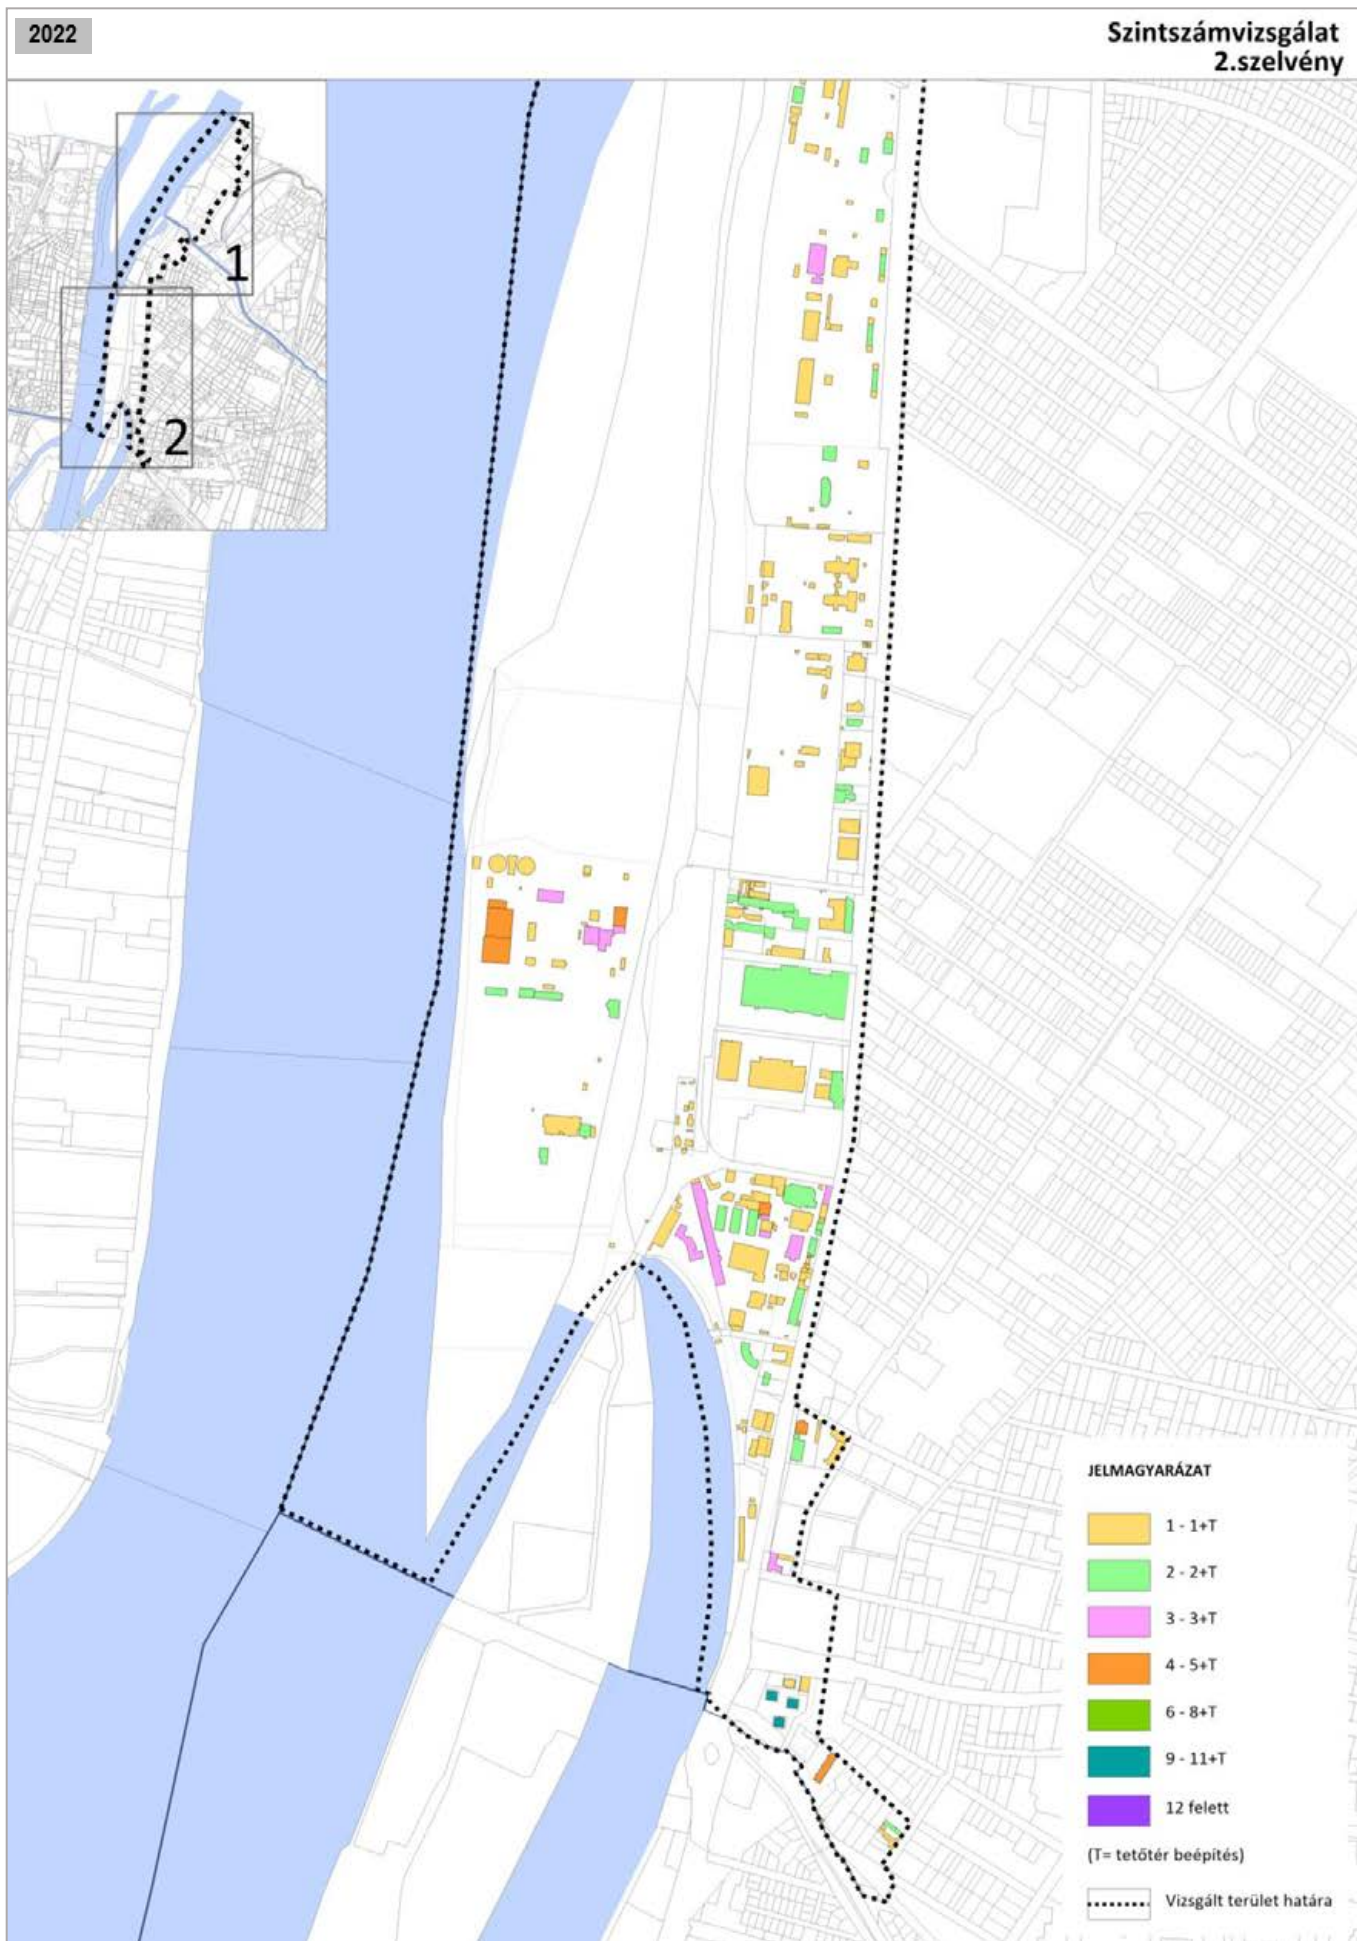 2022
Szintszámvizsgálat
2.szelvény
1
2
JELMAGYARÁZAT
1 - 1+T
2 - 2+T
3 - 3+T
4 - 5+T
6 - 8+T
9 - 11+T
12 felett
(T= tetőtér beépítés)
Vizsgált terület határa